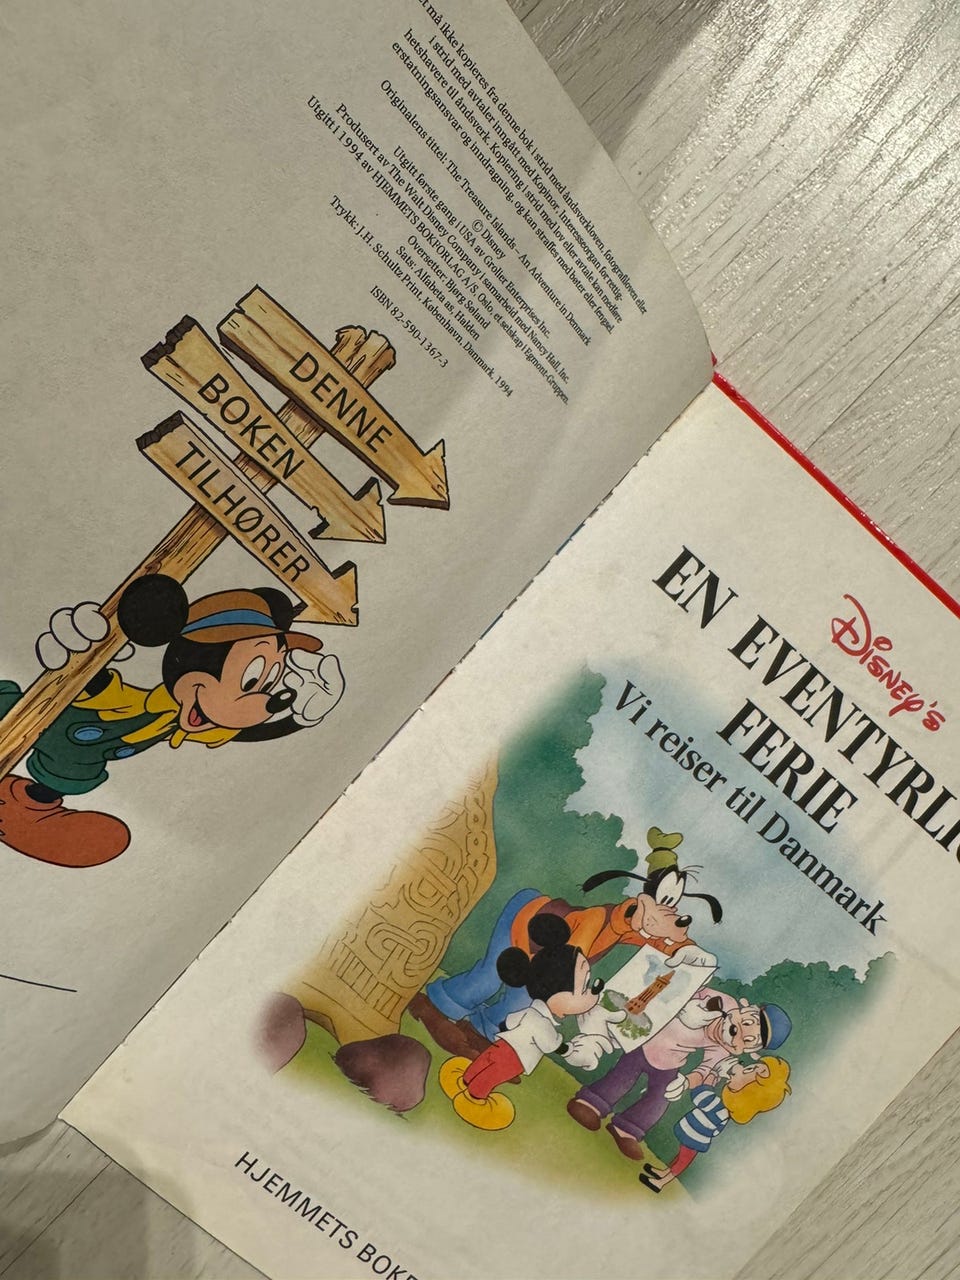 må ikke kopieres fra denne bok i strid med åndsverkloven, fotografiloven eller
i strid med avtaler inngått med Kopinor, Interesseorgan for rettig-
hetshavere til åndsverk. Kopiering i strid med lov eller avtale kan medføre
erstatningsansvar og inndragning, og kan straffes med bøter eller fengsel.
Originalens tittel: The Treasure Islands – An Adventure in Denmark
© Disney
Utgitt første gang i USA av Grolier Enterprises Inc.
Produsert av The Walt Disney Company i samarbeid med Nancy Hall, Inc.
Utgitt i 1994 av HJEMMETS BOKFORLAG A/S, Oslo, et selskap i Egmont-Gruppen.
Oversetter: Bjørg Søland
Sats: Alfabeta as, Halden
Trykk: J.H. Schultz Print, København, Danmark, 1994
ISBN 82-590-1367-3
DENNE
BOKEN
TILHØRER
DISNEY'S
EN EVENTYRLI
FERIE
Vi reiser til Danmark
HJEMMETS BOK